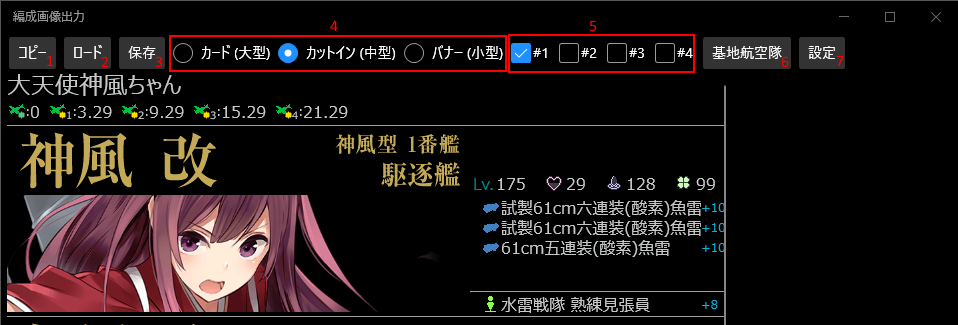 編成画像出力
4 5
コピー 1 ロード 2 保存 3 カード (大型) カットイン (中型) バナー (小型) #1 #2 #3 #4 基地航空隊 6 設定 7
大天使神風ちゃん
:0 1:3.29 2:9.29 3:15.29 4:21.29
神風 改
神風型 1番艦
駆逐艦
Lv.175 29 128 99
試製61cm六連装(酸素)魚雷 +10
試製61cm六連装(酸素)魚雷 +10
61cm五連装(酸素)魚雷 +10
水雷戦隊 熟練見張員 +8